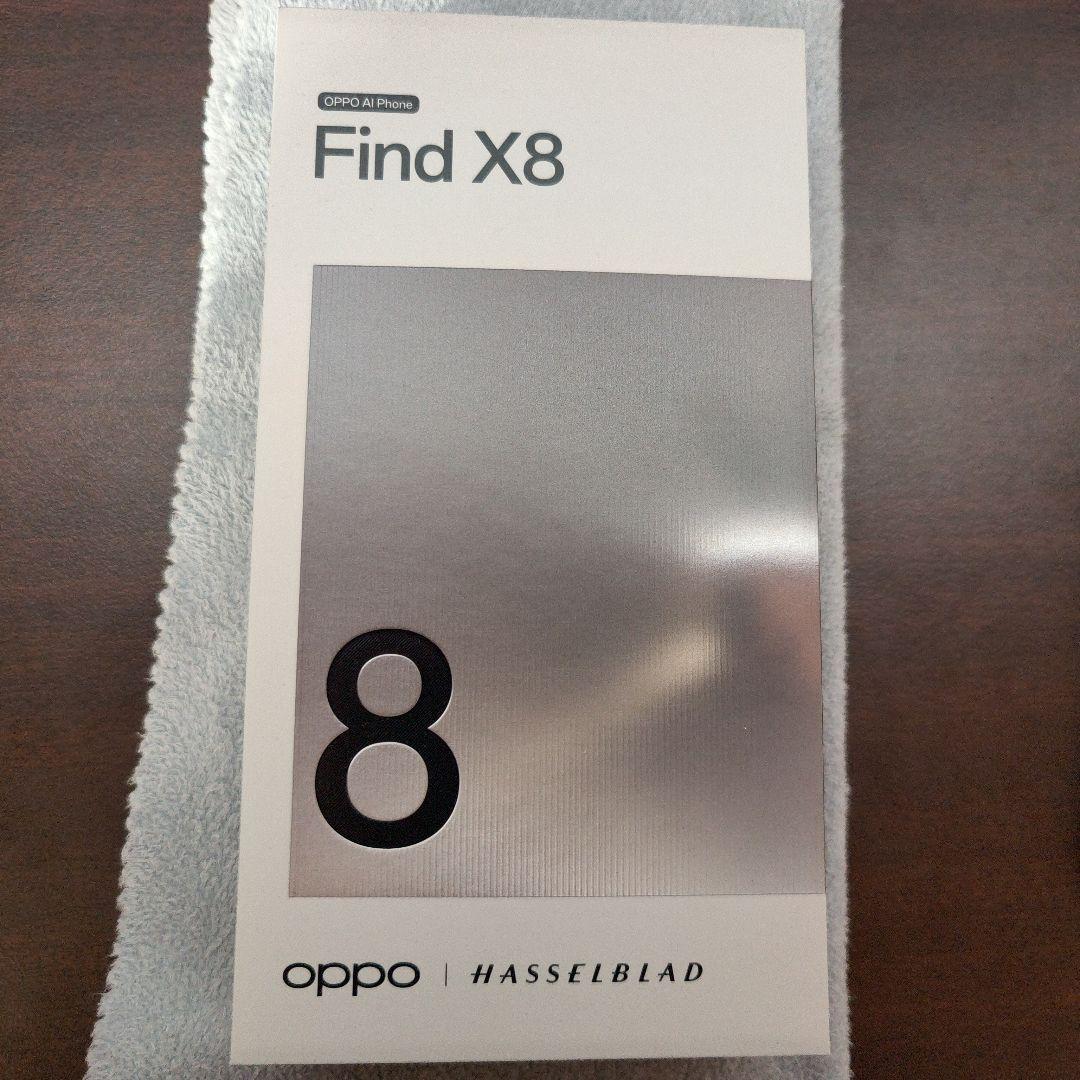 OPPO AI Phone
Find X8
8
oppo | HASSELBLAD